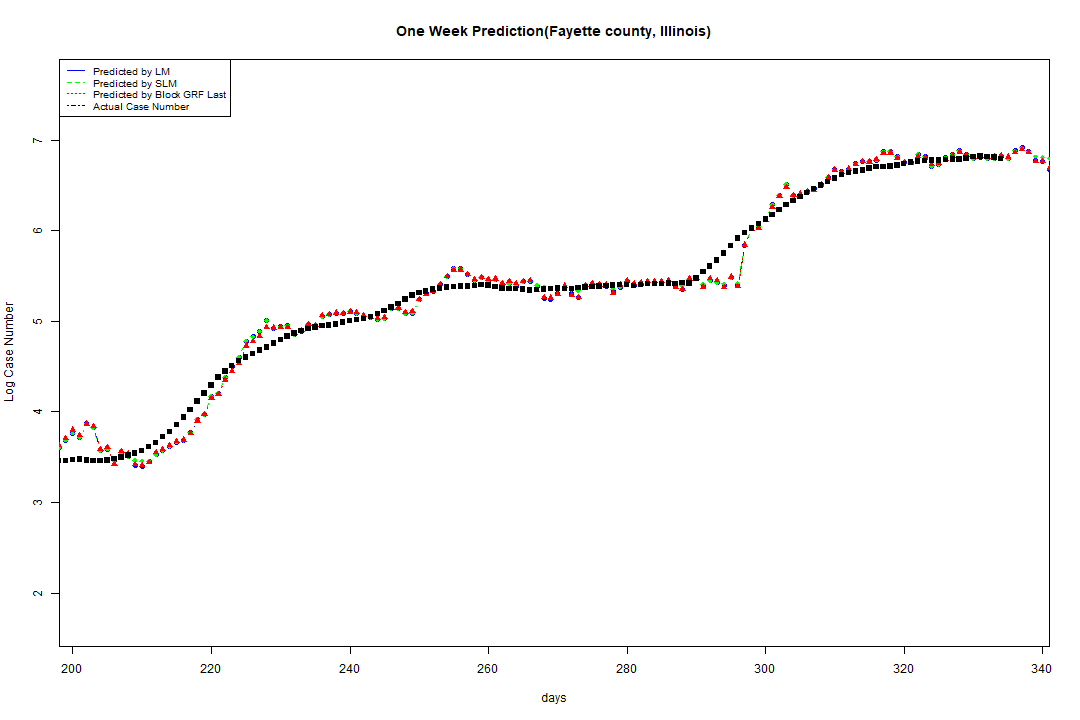 One Week Prediction(Fayette county, Illinois)
Predicted by LM
Predicted by SLM
Predicted by Block GRF Last
Actual Case Number
7
6
5
4
3
2
Log Case Number
200 220 240 260 280 300 320 340
days